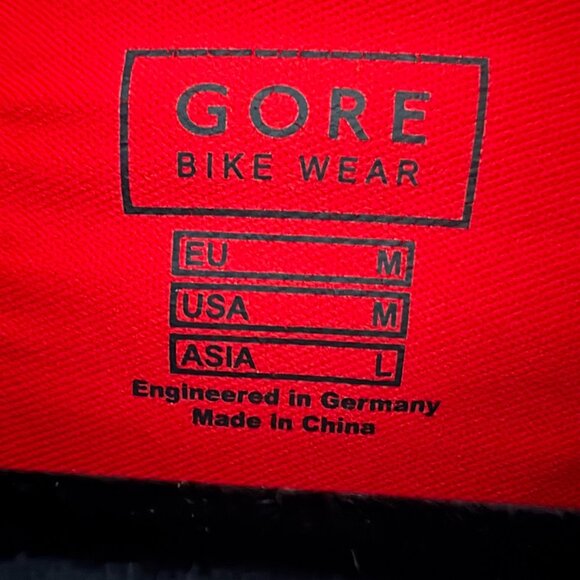 GORE
BIKE WEAR
EU M
USA M
ASIA L
Engineered in Germany
Made in China